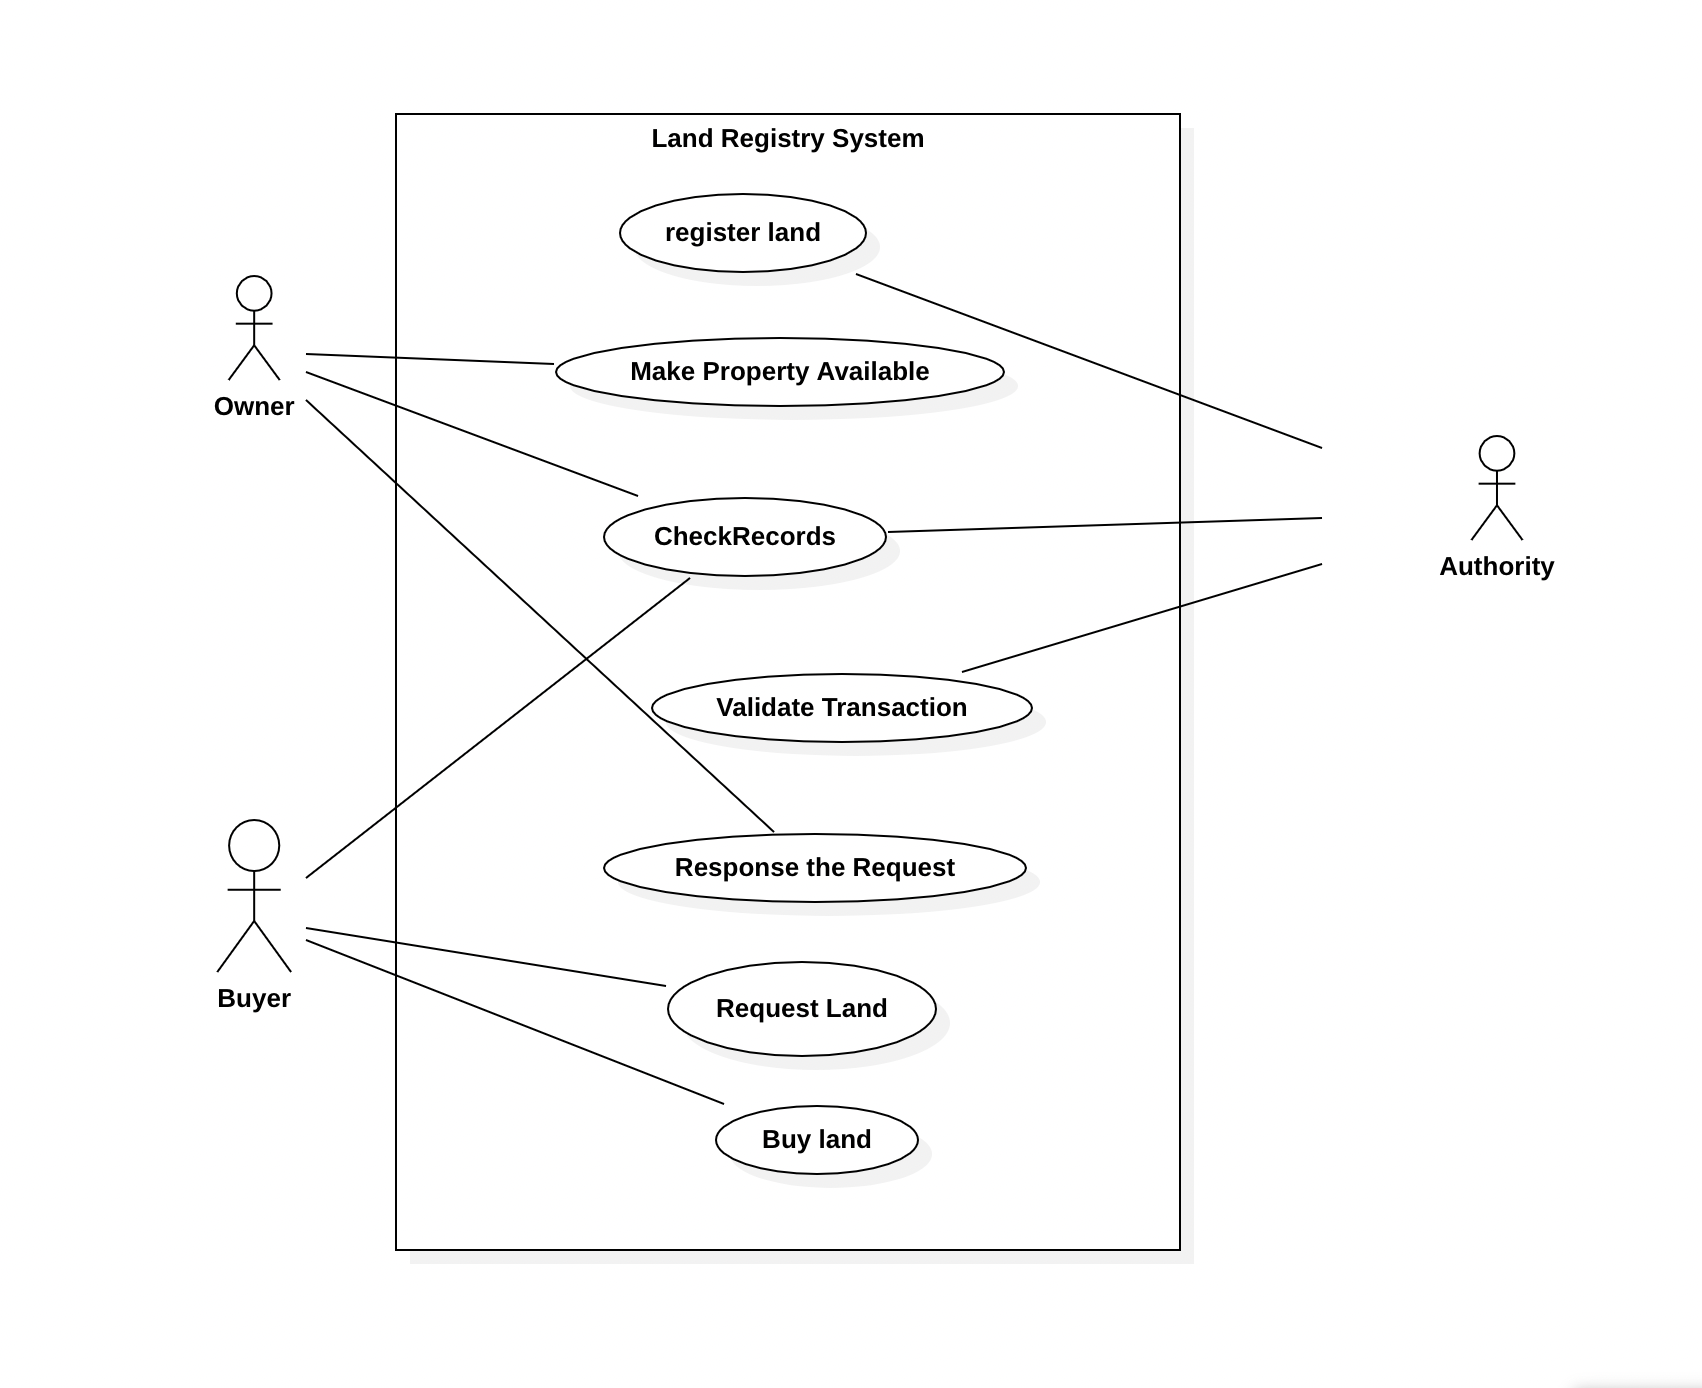 Land Registry System
register land
Make Property Available
Owner
CheckRecords
Authority
Validate Transaction
Response the Request
Buyer
Request Land
Buy land